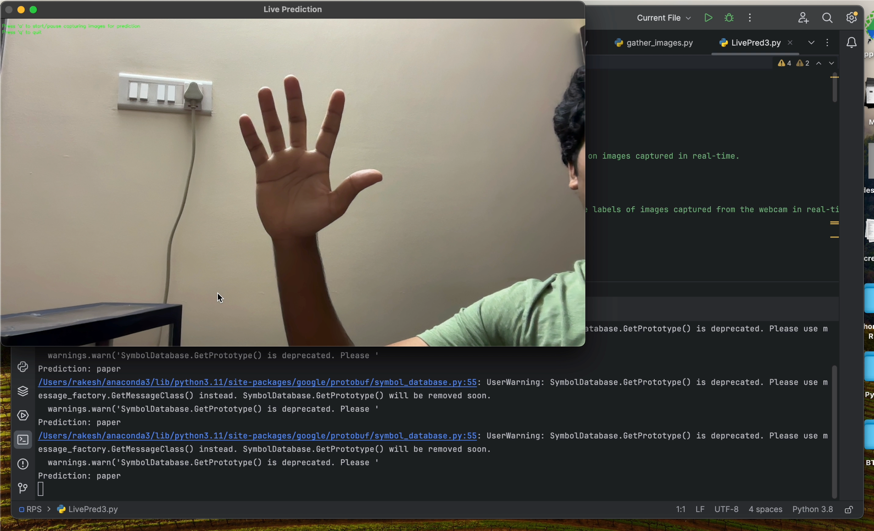 Live Prediction
Current File
gather_images.py
LivePred3.py
4
2
on images captured in real-time.
labels of images captured from the webcam in real-ti
tabase.GetPrototype() is deprecated. Please use m
warnings.warn('SymbolDatabase.GetPrototype() is deprecated. Please '
Prediction: paper
/Users/rakesh/anaconda3/lib/python3.11/site-packages/google/protobuf/symbol_database.py:55: UserWarning: SymbolDatabase.GetPrototype() is deprecated. Please use m
essage_factory.GetMessageClass() instead. SymbolDatabase.GetPrototype() will be removed soon.
warnings.warn('SymbolDatabase.GetPrototype() is deprecated. Please '
Prediction: paper
/Users/rakesh/anaconda3/lib/python3.11/site-packages/google/protobuf/symbol_database.py:55: UserWarning: SymbolDatabase.GetPrototype() is deprecated. Please use m
essage_factory.GetMessageClass() instead. SymbolDatabase.GetPrototype() will be removed soon.
warnings.warn('SymbolDatabase.GetPrototype() is deprecated. Please '
Prediction: paper
RPS > LivePred3.py
1:1 LF UTF-8 4 spaces Python 3.8